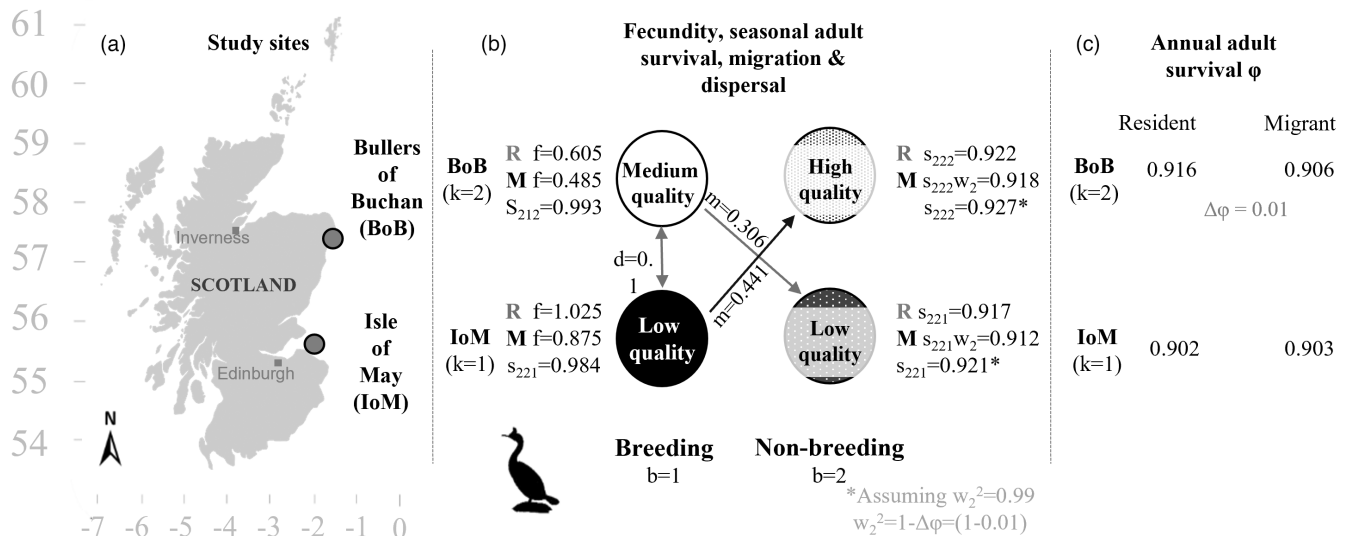 61
60
59
58
57
56
55
54
-7 -6 -5 -4 -3 -2 -1 0
(a) Study sites
Bullers
of
Buchan
(BoB)
Inverness
SCOTLAND
Isle
of
May
(IoM)
Edinburgh
N
(b) Fecundity, seasonal adult
survival, migration &
dispersal
BoB
(k=2)
R f=0.605
M f=0.485
S₂₁₂=0.993
Medium
quality
High
quality
R s₂₂₂=0.922
M s₂₂₂w₂=0.918
s₂₂₂=0.927*
m=0.306
m=0.441
d=0.
1
IoM
(k=1)
R f=1.025
M f=0.875
s₂₂₁=0.984
Low
quality
Low
quality
R s₂₂₁=0.917
M s₂₂₁w₂=0.912
s₂₂₁=0.921*
Breeding
b=1
Non-breeding
b=2
*Assuming w₂²=0.99
w₂²=1-Δφ=(1-0.01)
(c) Annual adult
survival φ
Resident Migrant
BoB
(k=2)
0.916 0.906
Δφ = 0.01
IoM
(k=1)
0.902 0.903